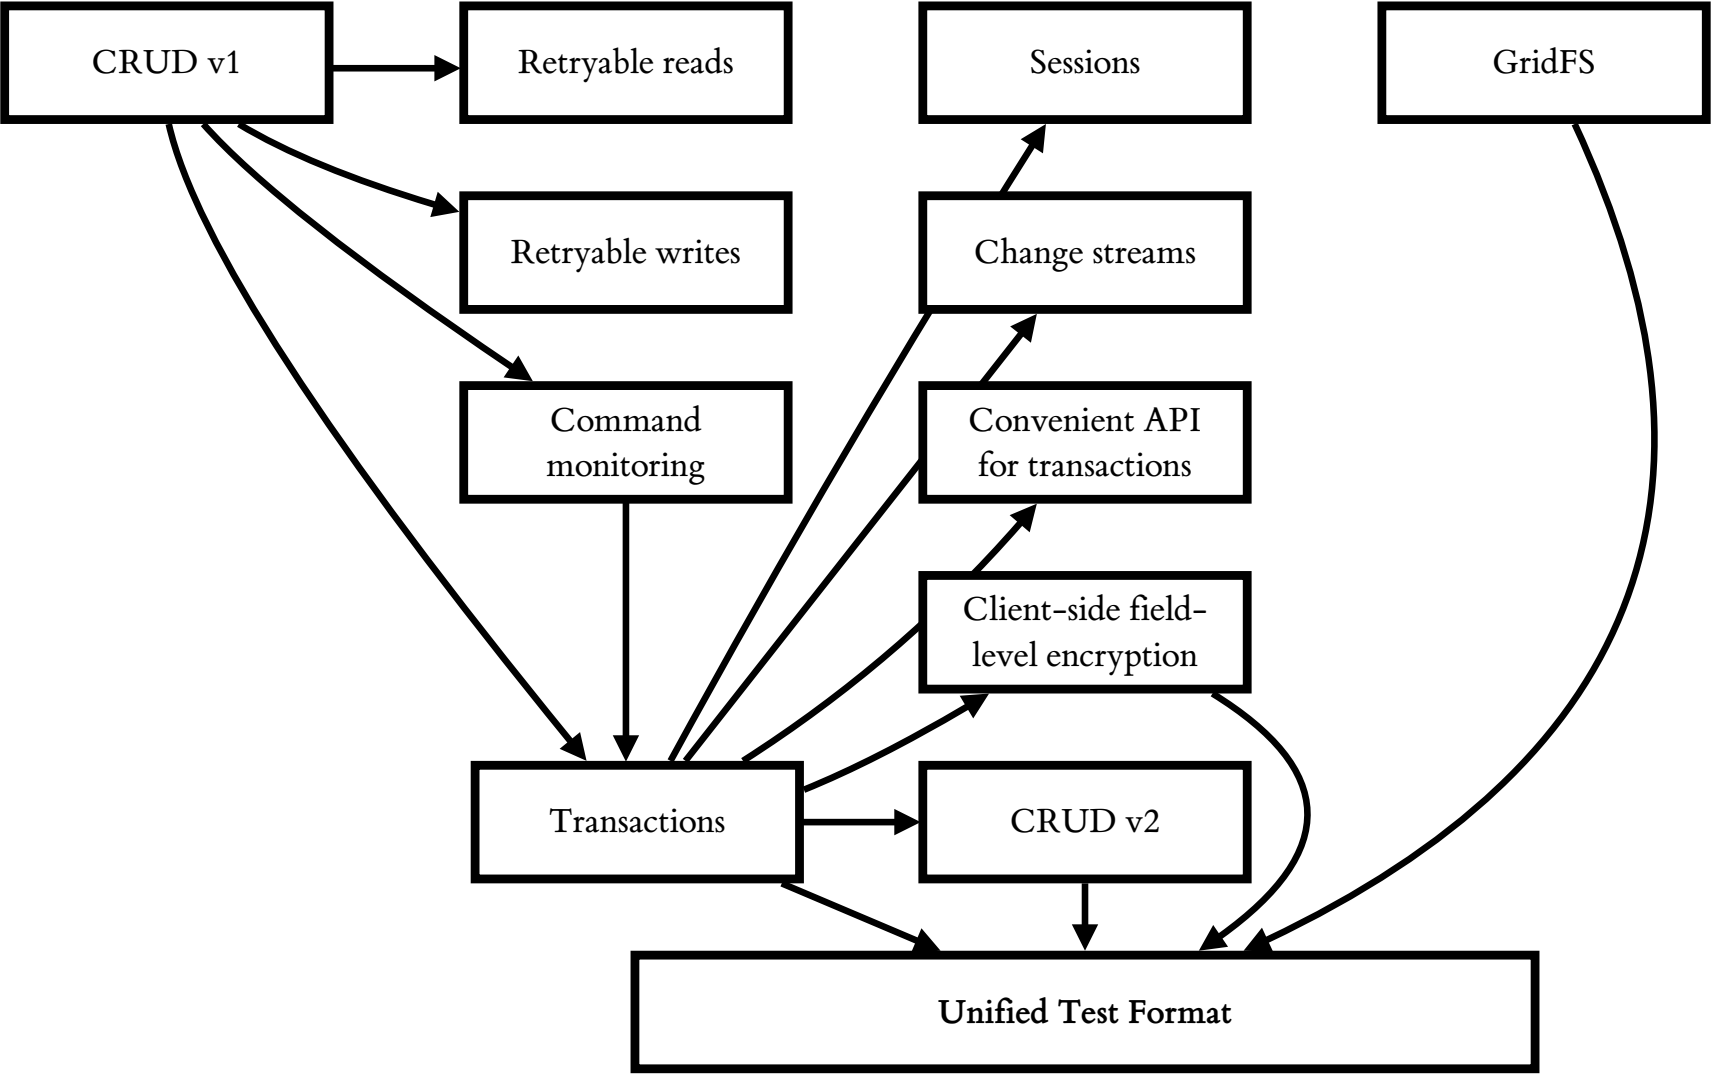 CRUD v1
Retryable reads
Sessions
GridFS
Retryable writes
Change streams
Command
monitoring
Convenient API
for transactions
Client-side field-
level encryption
Transactions
CRUD v2
Unified Test Format